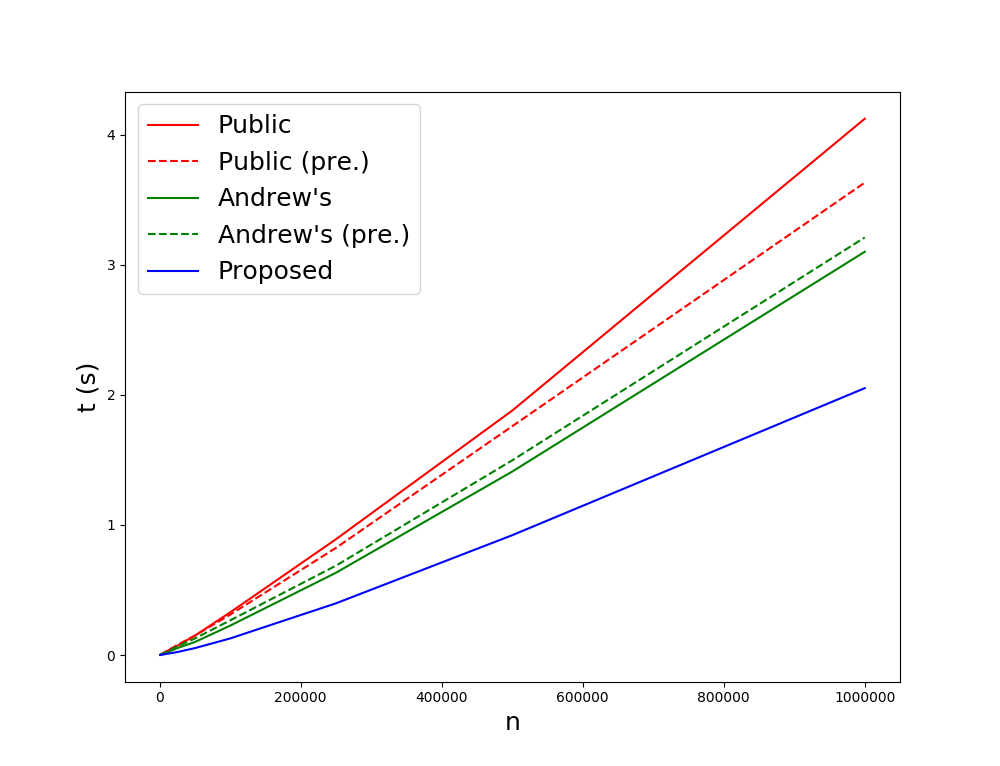 Public
Public (pre.)
Andrew's
Andrew's (pre.)
Proposed
4
3
2
1
0
t (s)
0 200000 400000 600000 800000 1000000
n